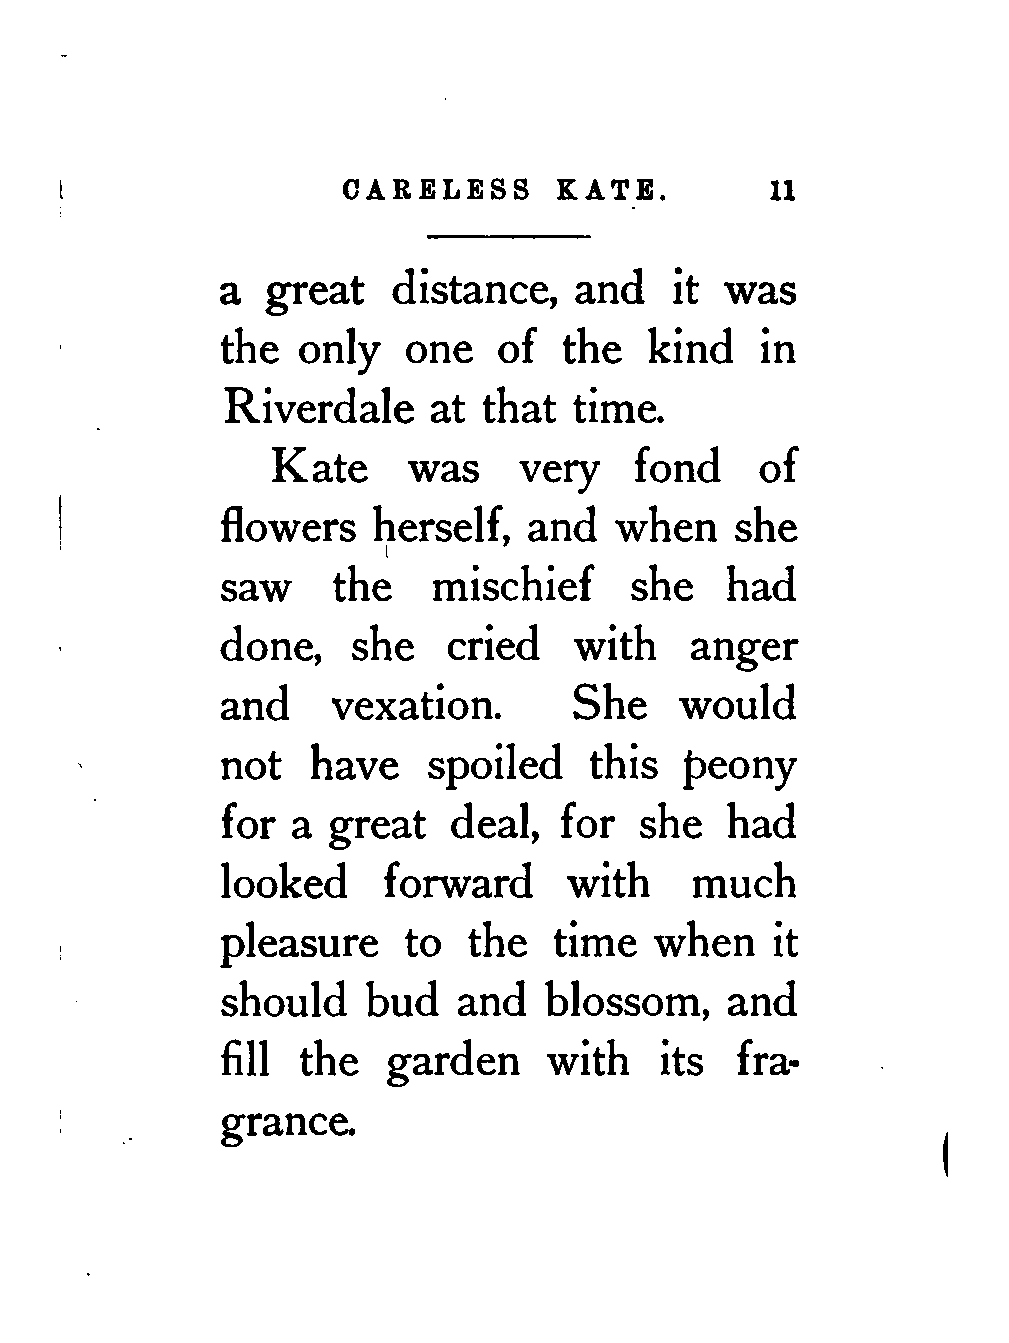 CARELESS KATE. 11
a great distance, and it was
the only one of the kind in
Riverdale at that time.
Kate was very fond of
flowers herself, and when she
saw the mischief she had
done, she cried with anger
and vexation. She would
not have spoiled this peony
for a great deal, for she had
looked forward with much
pleasure to the time when it
should bud and blossom, and
fill the garden with its fra-
grance.